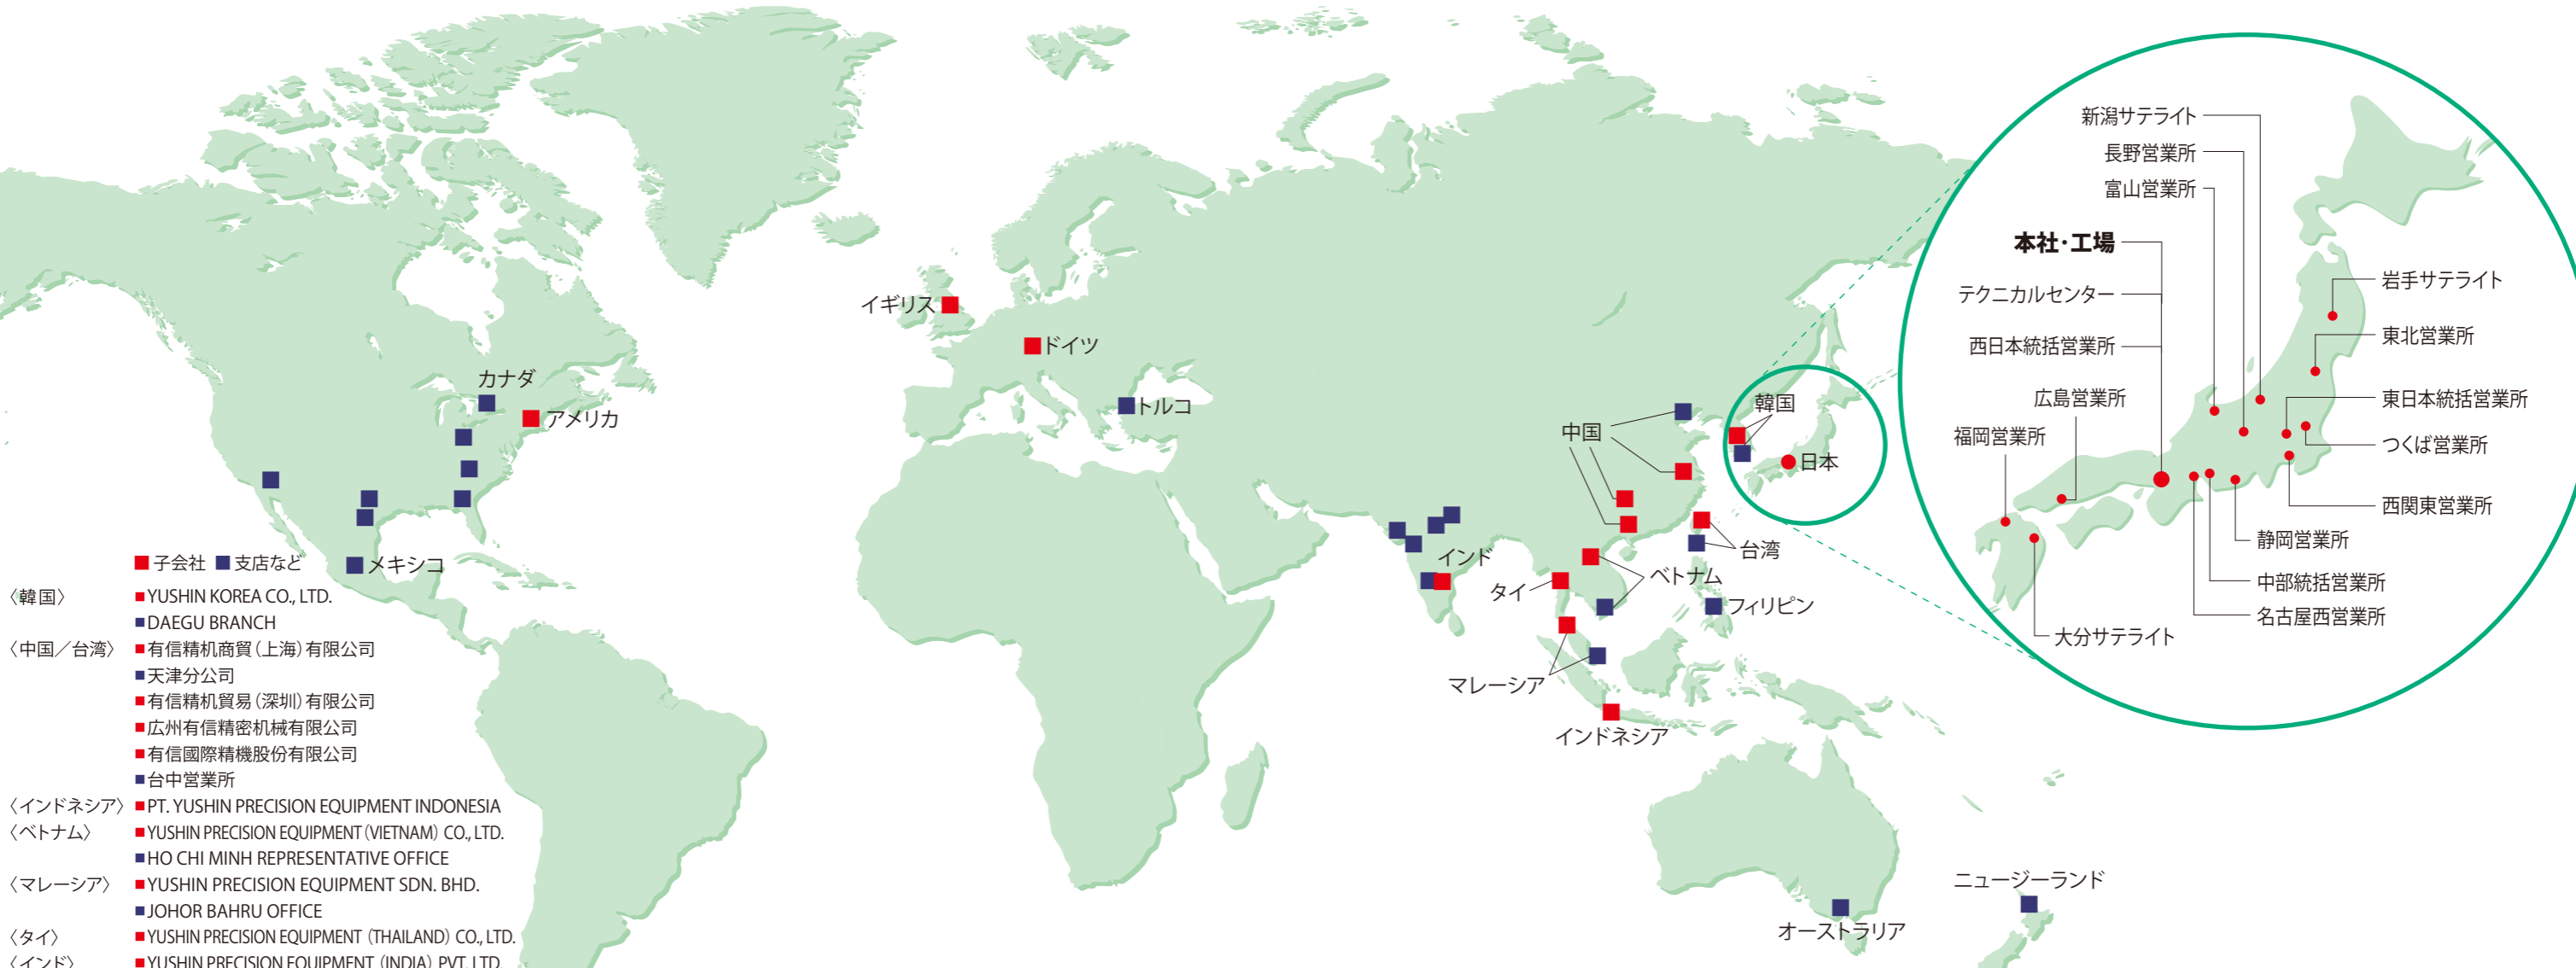 新潟サテライト
長野営業所
富山営業所
本社・工場
テクニカルセンター
西日本統括営業所
広島営業所
福岡営業所
岩手サテライト
東北営業所
東日本統括営業所
つくば営業所
西関東営業所
静岡営業所
中部統括営業所
名古屋西営業所
大分サテライト
イギリス
ドイツ
カナダ
アメリカ
トルコ
韓国
中国
日本
インド
台湾
メキシコ
ベトナム
タイ
フィリピン
マレーシア
インドネシア
ニュージーランド
オーストラリア
■子会社 ■支店など
〈韓国〉 ■YUSHIN KOREA CO., LTD.
■DAEGU BRANCH
〈中国／台湾〉 ■有信精机商貿（上海）有限公司
■天津分公司
■有信精机貿易（深圳）有限公司
■広州有信精密机械有限公司
■有信國際精機股份有限公司
■台中営業所
〈インドネシア〉 ■PT. YUSHIN PRECISION EQUIPMENT INDONESIA
〈ベトナム〉 ■YUSHIN PRECISION EQUIPMENT（VIETNAM）CO., LTD.
■HO CHI MINH REPRESENTATIVE OFFICE
〈マレーシア〉 ■YUSHIN PRECISION EQUIPMENT SDN. BHD.
■JOHOR BAHRU OFFICE
〈タイ〉 ■YUSHIN PRECISION EQUIPMENT（THAILAND）CO., LTD.
〈インド〉 ■YUSHIN PRECISION EQUIPMENT（INDIA）PVT. LTD.